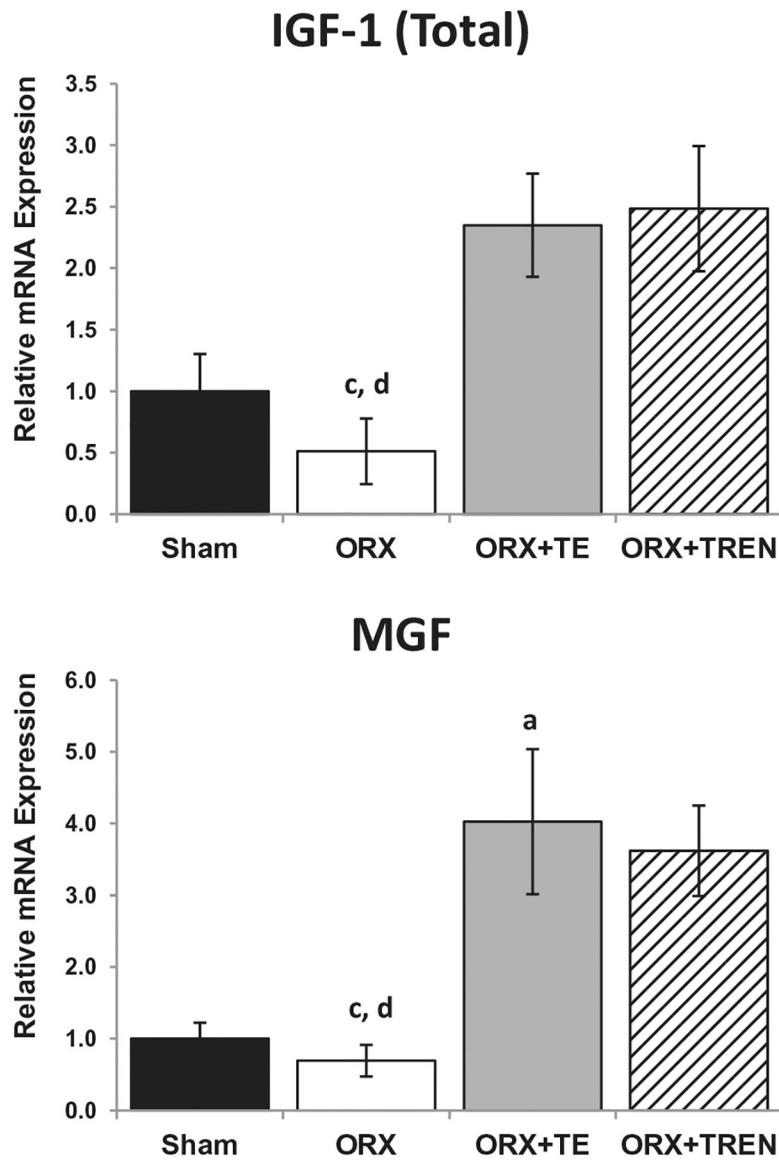 IGF-1 (Total)
Relative mRNA Expression
3.5
3.0
2.5
2.0
1.5
1.0
0.5
0.0
c, d
Sham ORX ORX+TE ORX+TREN
MGF
Relative mRNA Expression
6.0
5.0
4.0
3.0
2.0
1.0
0.0
a
c, d
Sham ORX ORX+TE ORX+TREN